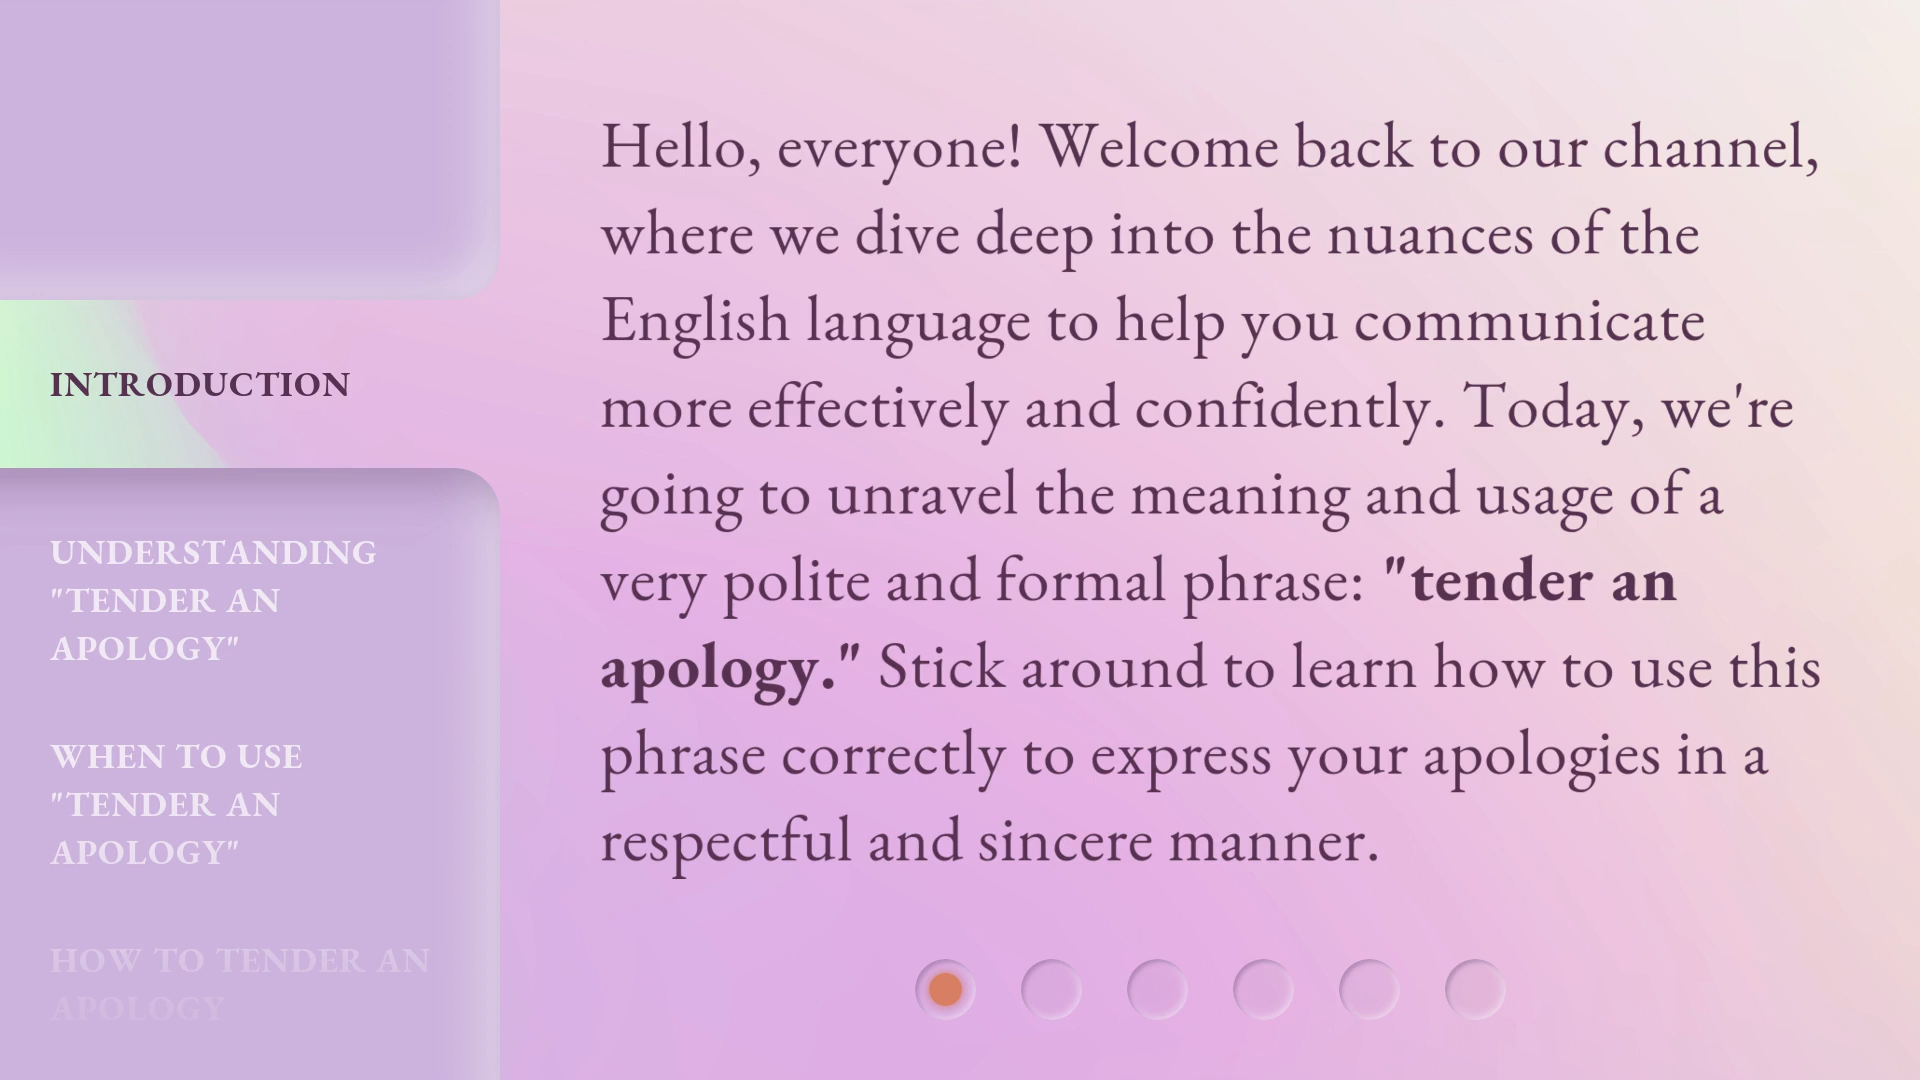 INTRODUCTION
UNDERSTANDING
"TENDER AN
APOLOGY"
WHEN TO USE
"TENDER AN
APOLOGY"
HOW TO TENDER AN
APOLOGY
Hello, everyone! Welcome back to our channel,
where we dive deep into the nuances of the
English language to help you communicate
more effectively and confidently. Today, we're
going to unravel the meaning and usage of a
very polite and formal phrase: "tender an
apology." Stick around to learn how to use this
phrase correctly to express your apologies in a
respectful and sincere manner.